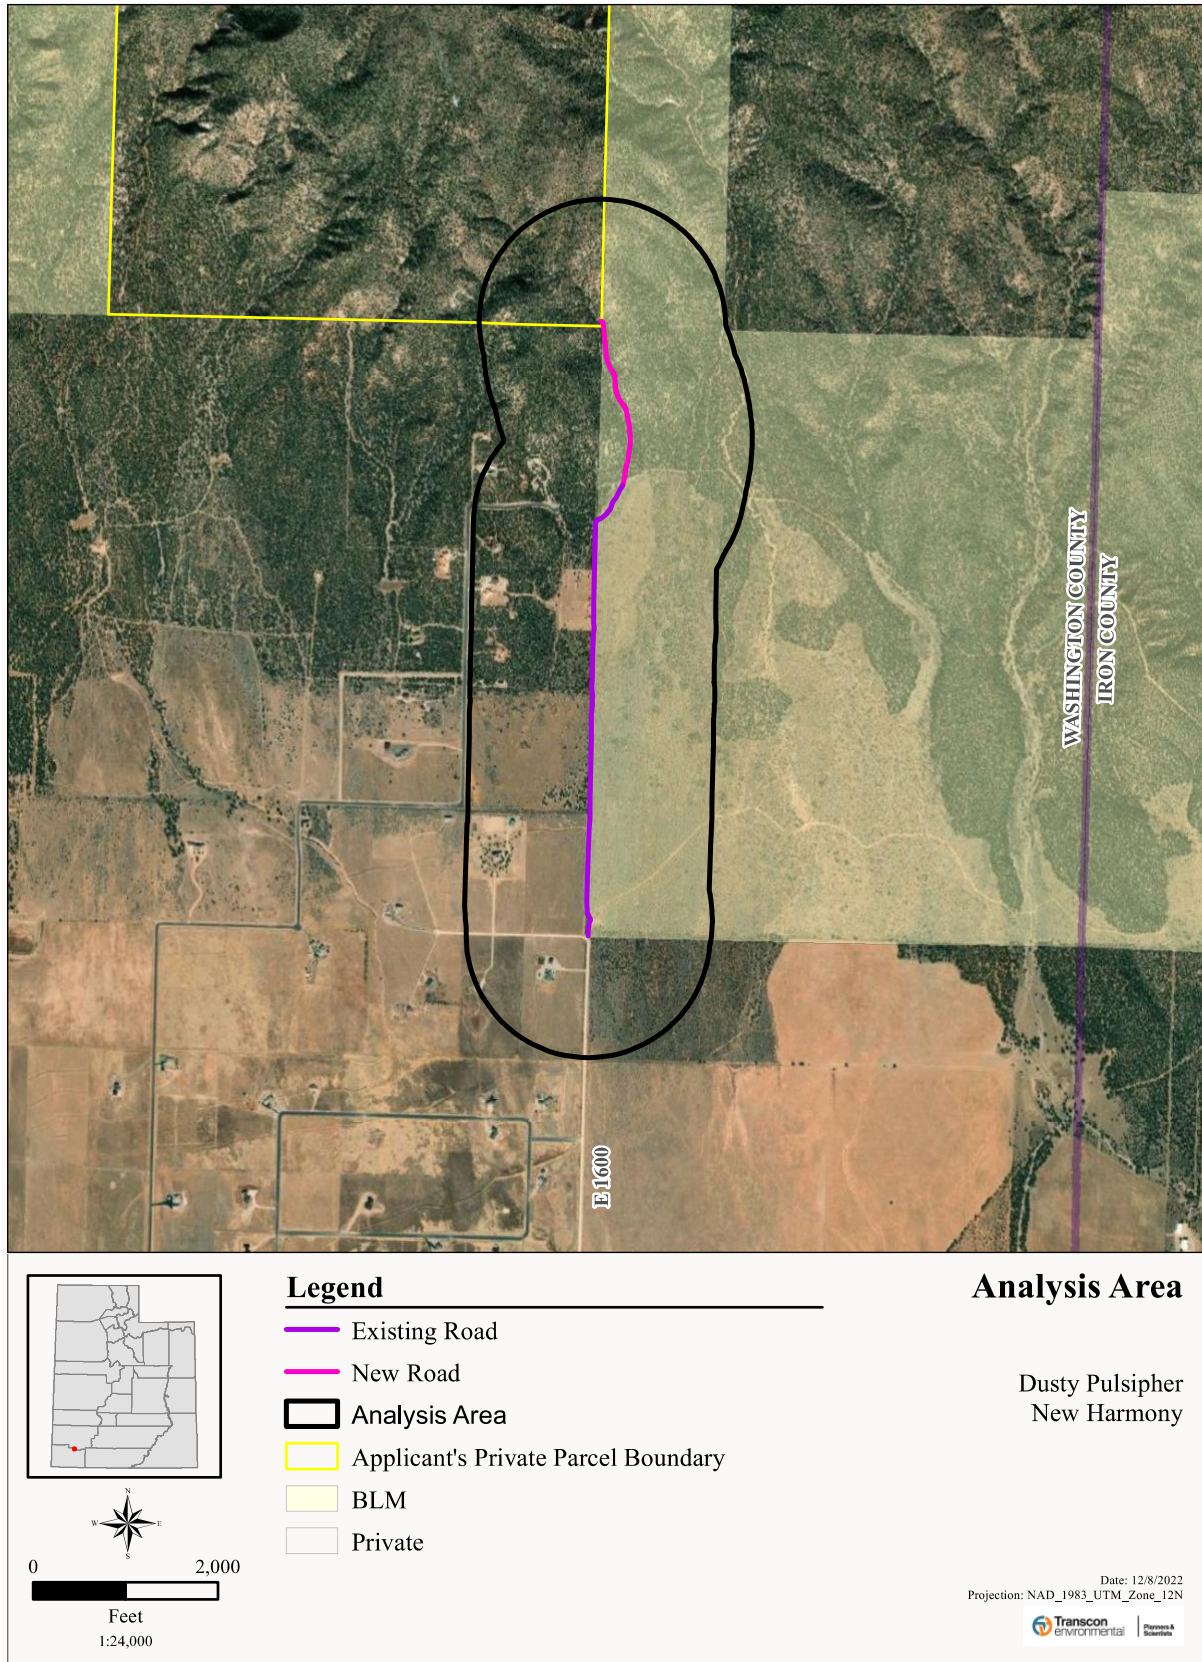 WASHINGTON COUNTY
IRON COUNTY
E 1600
Legend
Existing Road
New Road
Analysis Area
Applicant's Private Parcel Boundary
BLM
Private
Analysis Area
Dusty Pulsipher
New Harmony
N
W E
S
0 2,000
Feet
1:24,000
Date: 12/8/2022
Projection: NAD_1983_UTM_Zone_12N
Transcon
environmental
Planners &
Scientists